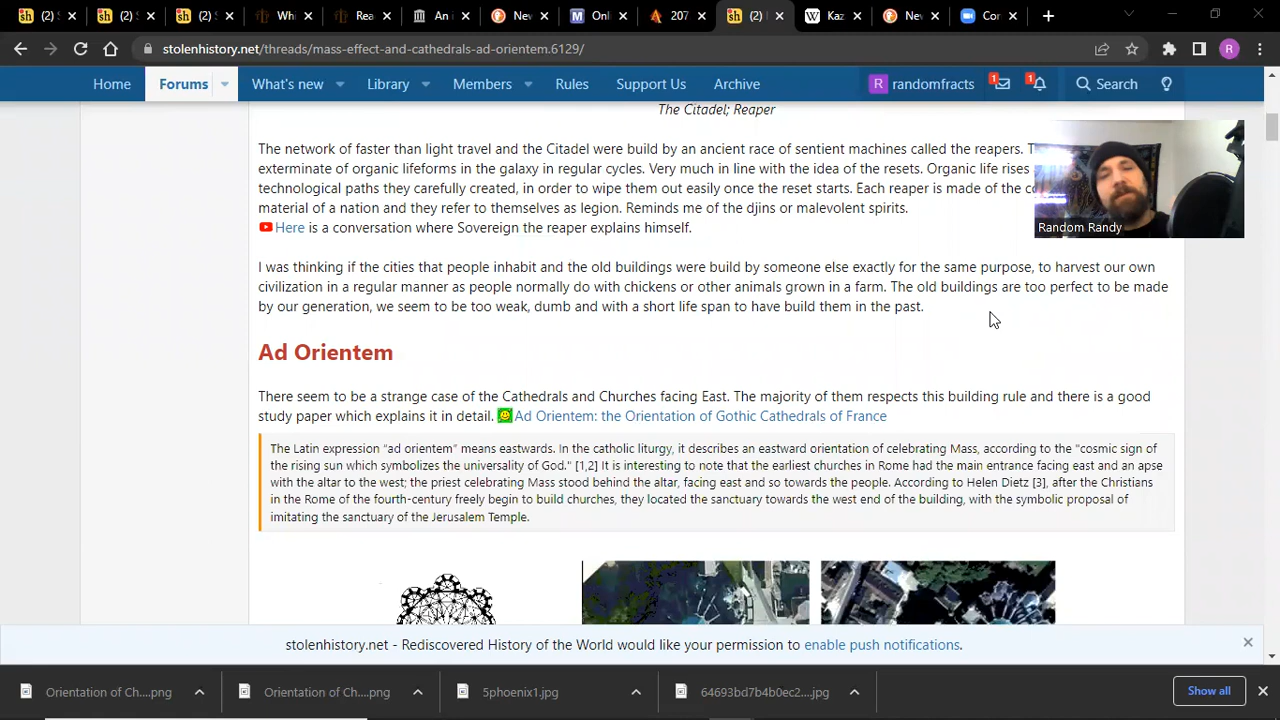 (2) S
(2) S
(2) S
Whi
Rea
An i
Nev
Onli
207
(2) I
Kaz
Nev
Cor
stolenhistory.net/threads/mass-effect-and-cathedrals-ad-orientem.6129/
R
Home Forums What's new Library Members Rules Support Us Archive R randomfracts 1 1 Search
The Citadel; Reaper
The network of faster than light travel and the Citadel were build by an ancient race of sentient machines called the reapers. T
exterminate of organic lifeforms in the galaxy in regular cycles. Very much in line with the idea of the resets. Organic life rises
technological paths they carefully created, in order to wipe them out easily once the reset starts. Each reaper is made of the co
material of a nation and they refer to themselves as legion. Reminds me of the djins or malevolent spirits.
Here is a conversation where Sovereign the reaper explains himself.
Random Randy
I was thinking if the cities that people inhabit and the old buildings were build by someone else exactly for the same purpose, to harvest our own
civilization in a regular manner as people normally do with chickens or other animals grown in a farm. The old buildings are too perfect to be made
by our generation, we seem to be too weak, dumb and with a short life span to have build them in the past.
Ad Orientem
There seem to be a strange case of the Cathedrals and Churches facing East. The majority of them respects this building rule and there is a good
study paper which explains it in detail. Ad Orientem: the Orientation of Gothic Cathedrals of France
The Latin expression "ad orientem" means eastwards. In the catholic liturgy, it describes an eastward orientation of celebrating Mass, according to the "cosmic sign of
the rising sun which symbolizes the universality of God." [1,2] It is interesting to note that the earliest churches in Rome had the main entrance facing east and an apse
with the altar to the west; the priest celebrating Mass stood behind the altar, facing east and so towards the people. According to Helen Dietz [3], after the Christians
in the Rome of the fourth-century freely begin to build churches, they located the sanctuary towards the west end of the building, with the symbolic proposal of
imitating the sanctuary of the Jerusalem Temple.
stolenhistory.net - Rediscovered History of the World would like your permission to enable push notifications.
Orientation of Ch....png
Orientation of Ch....png
5phoenix1.jpg
64693bd7b4b0ec2....jpg
Show all